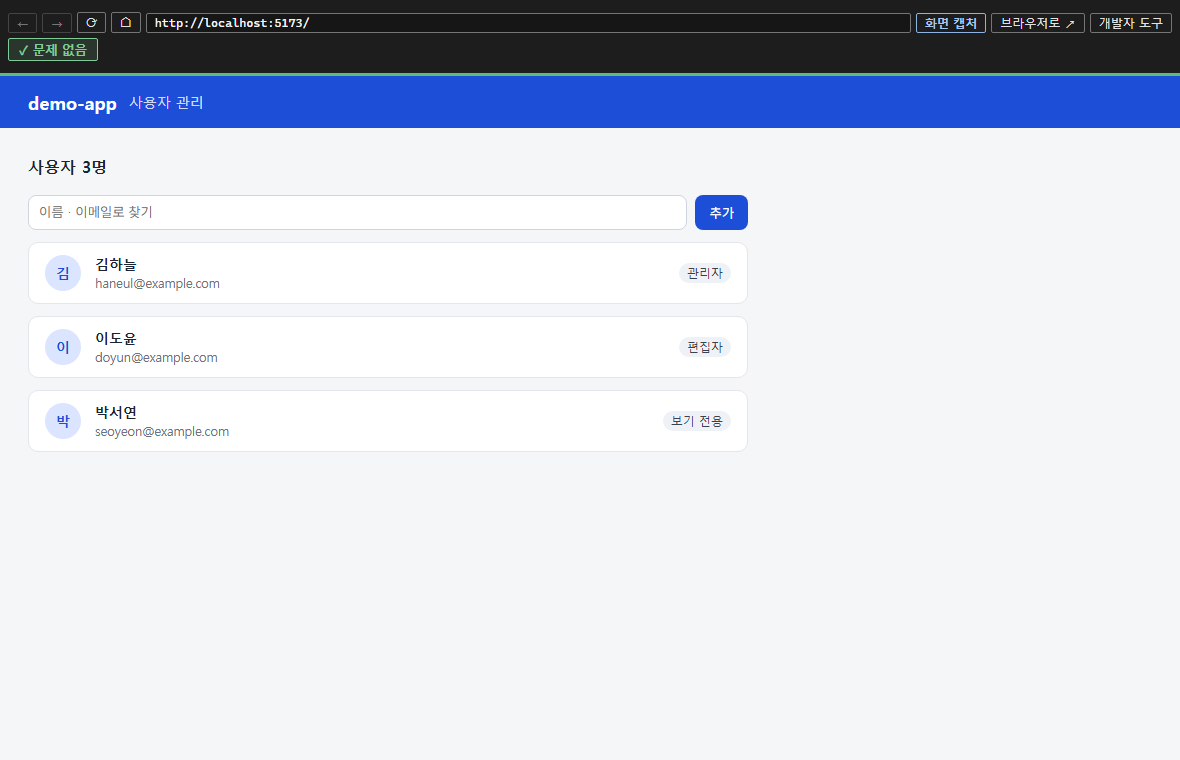 ← → ⟳ ⌂ http://localhost:5173/ 화면 캡처 브라우저로 ↗ 개발자 도구
✓ 문제 없음
demo-app 사용자 관리
사용자 3명
이름 · 이메일로 찾기 추가
김 김하늘 관리자
haneul@example.com
이 이도윤 편집자
doyun@example.com
박 박서연 보기 전용
seoyeon@example.com